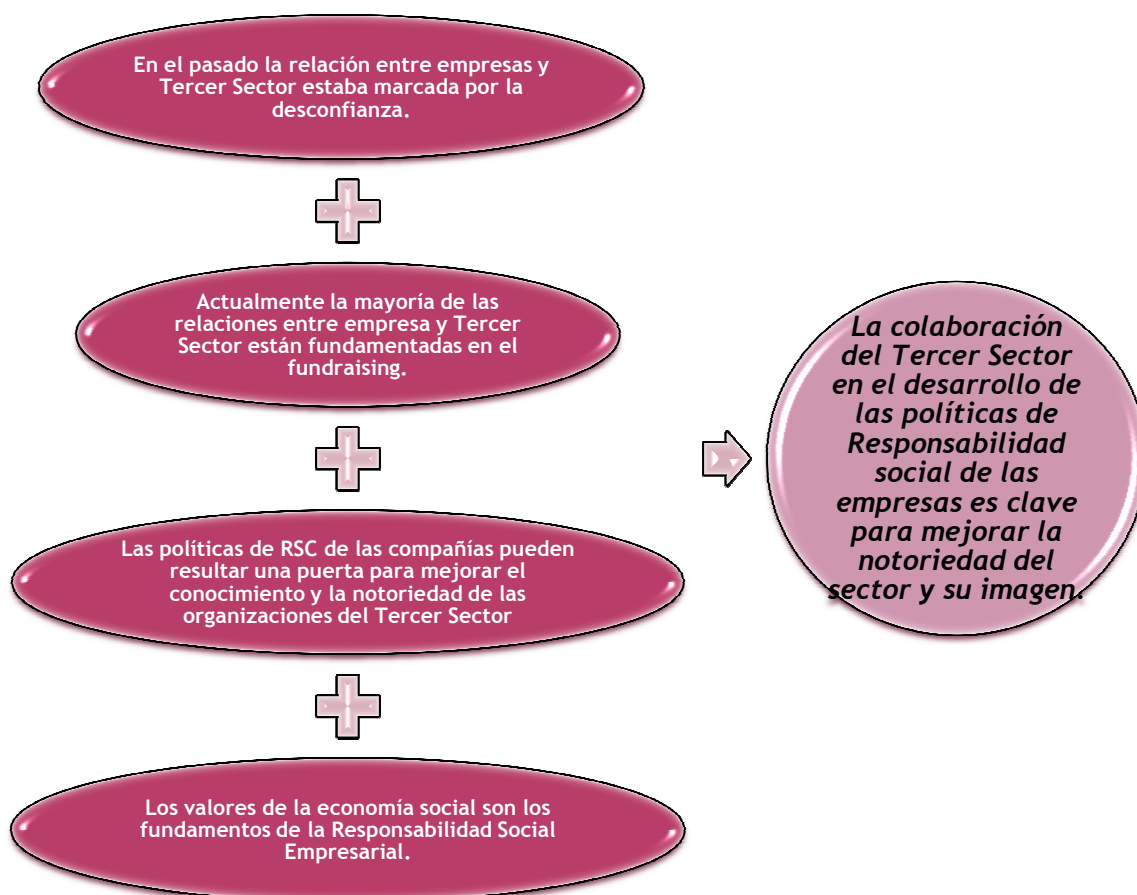 En el pasado la relación entre empresas y
Tercer Sector estaba marcada por la
desconfianza.
Actualmente la mayoría de las
relaciones entre empresa y Tercer
Sector están fundamentadas en el
fundraising.
Las políticas de RSC de las compañías pueden
resultar una puerta para mejorar el
conocimiento y la notoriedad de las
organizaciones del Tercer Sector
Los valores de la economía social son los
fundamentos de la Responsabilidad Social
Empresarial.
La colaboración
del Tercer Sector
en el desarrollo de
las políticas de
Responsabilidad
social de las
empresas es clave
para mejorar la
notoriedad del
sector y su imagen.